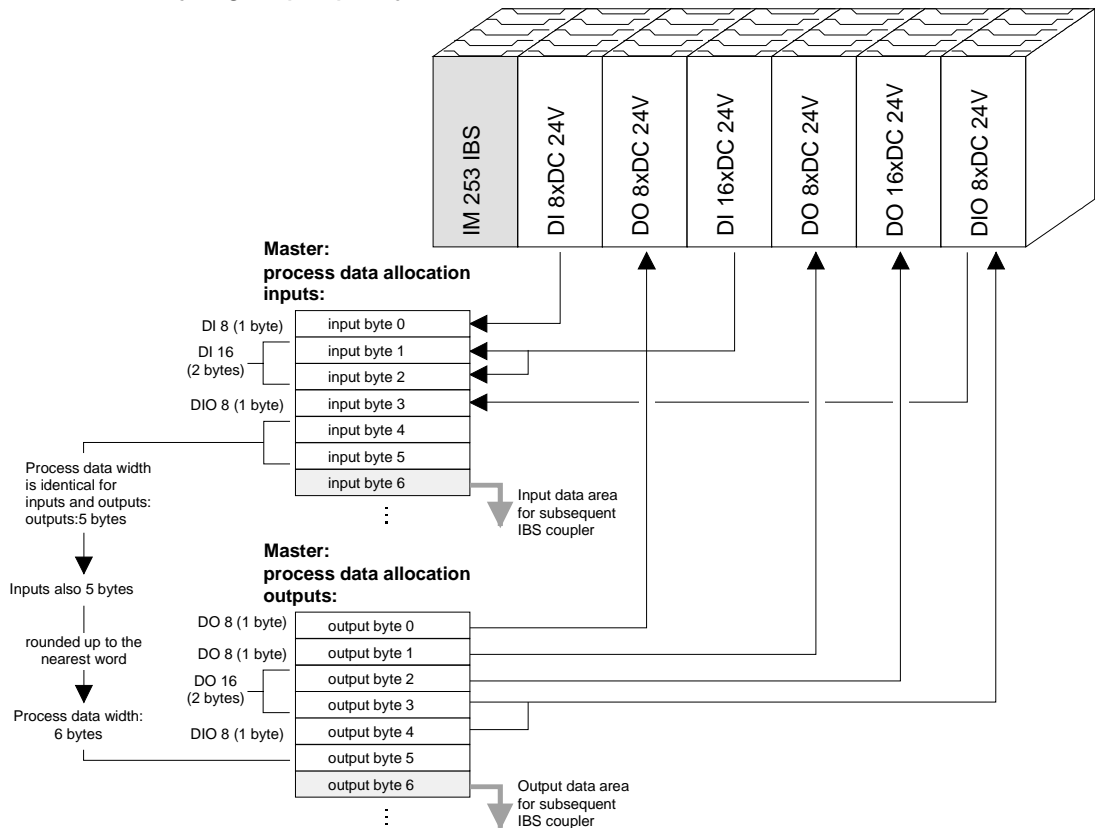 IM 253 IBS
DI 8xDC 24V
DO 8xDC 24V
DI 16xDC 24V
DO 8xDC 24V
DO 16xDC 24V
DIO 8xDC 24V
Master:
process data allocation
inputs:
DI 8 (1 byte)
input byte 0
DI 16
(2 bytes)
input byte 1
input byte 2
DIO 8 (1 byte)
input byte 3
input byte 4
input byte 5
input byte 6
Input data area
for subsequent
IBS coupler
Process data width
is identical for
inputs and outputs:
outputs:5 bytes
Inputs also 5 bytes
rounded up to the
nearest word
Process data width:
6 bytes
Master:
process data allocation
outputs:
DO 8 (1 byte)
output byte 0
DO 8 (1 byte)
output byte 1
DO 16
(2 bytes)
output byte 2
output byte 3
DIO 8 (1 byte)
output byte 4
output byte 5
output byte 6
Output data area
for subsequent
IBS coupler